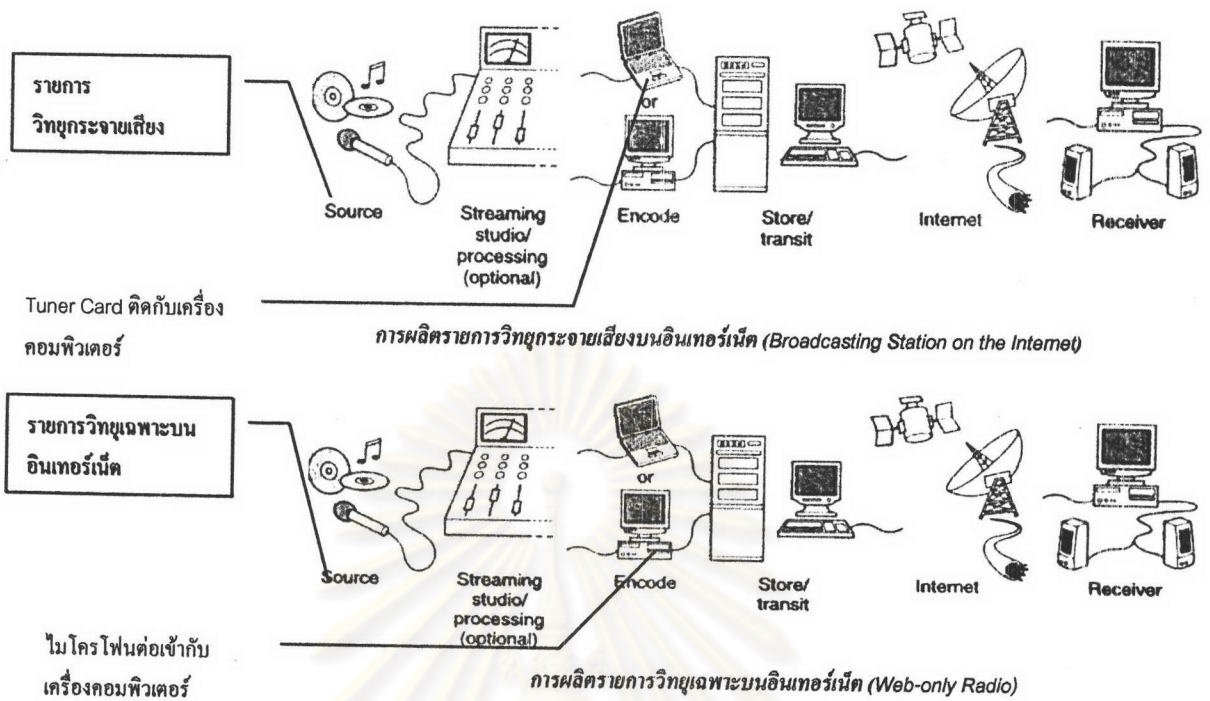 รายการ
วิทยุกระจายเสียง
or
Source
Streaming
studio/
processing
(optional)
Encode
Store/
transit
Internet
Receiver
Tuner Card ติดกับเครื่อง
คอมพิวเตอร์
การผลิตรายการวิทยุกระจายเสียงบนอินเทอร์เน็ต (Broadcasting Station on the Internet)
รายการวิทยุเฉพาะบน
อินเทอร์เน็ต
or
Source
Streaming
studio/
processing
(optional)
Encode
Store/
transit
Internet
Receiver
ไมโครโฟนต่อเข้ากับ
เครื่องคอมพิวเตอร์
การผลิตรายการวิทยุเฉพาะบนอินเทอร์เน็ต (Web-only Radio)